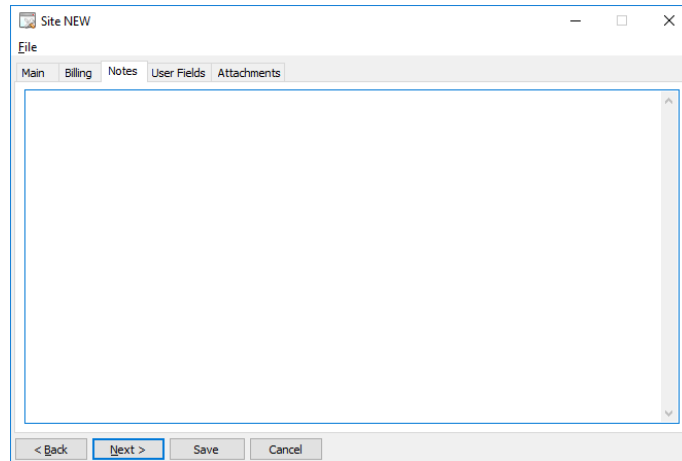 Site NEW
File
Main Billing Notes User Fields Attachments
< Back Next > Save Cancel